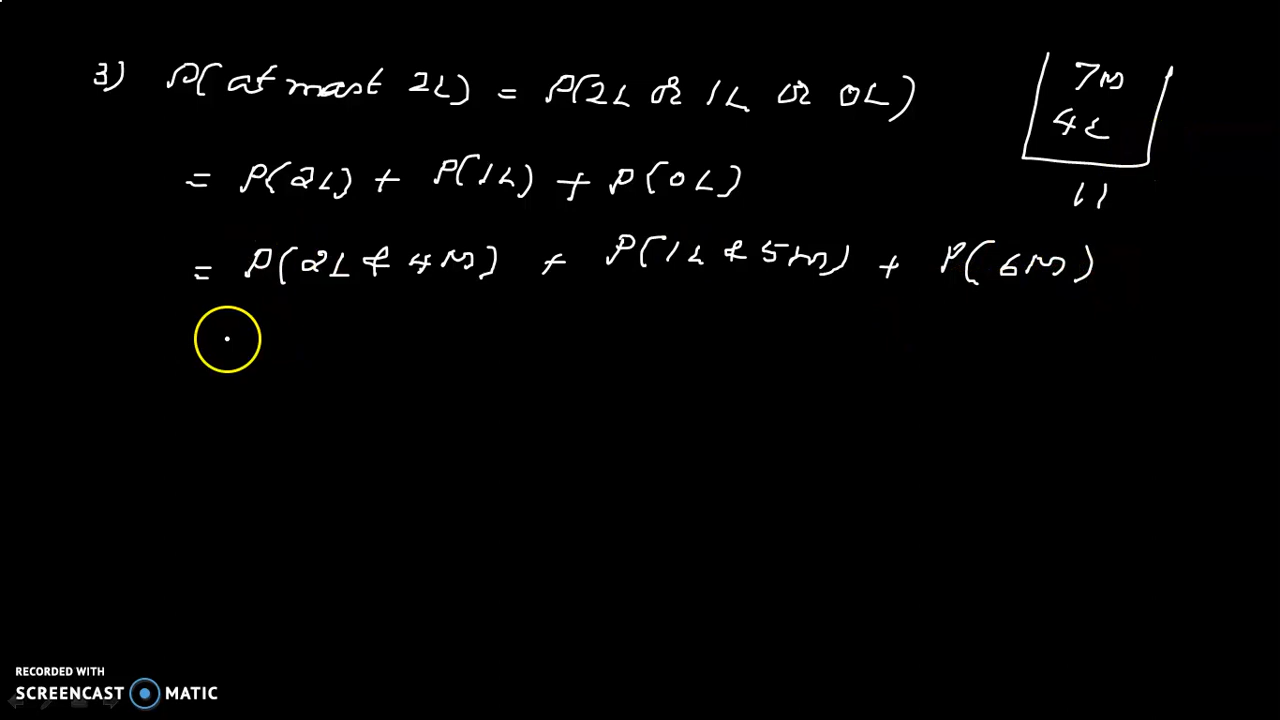 3) P(at most 2L) = P(2L or 1L or 0L)
7M
4L
11
= P(2L) + P(1L) + P(0L)
= P(2L & 4M) + P(1L & 5M) + P(6M)
RECORDED WITH
SCREENCAST MATIC